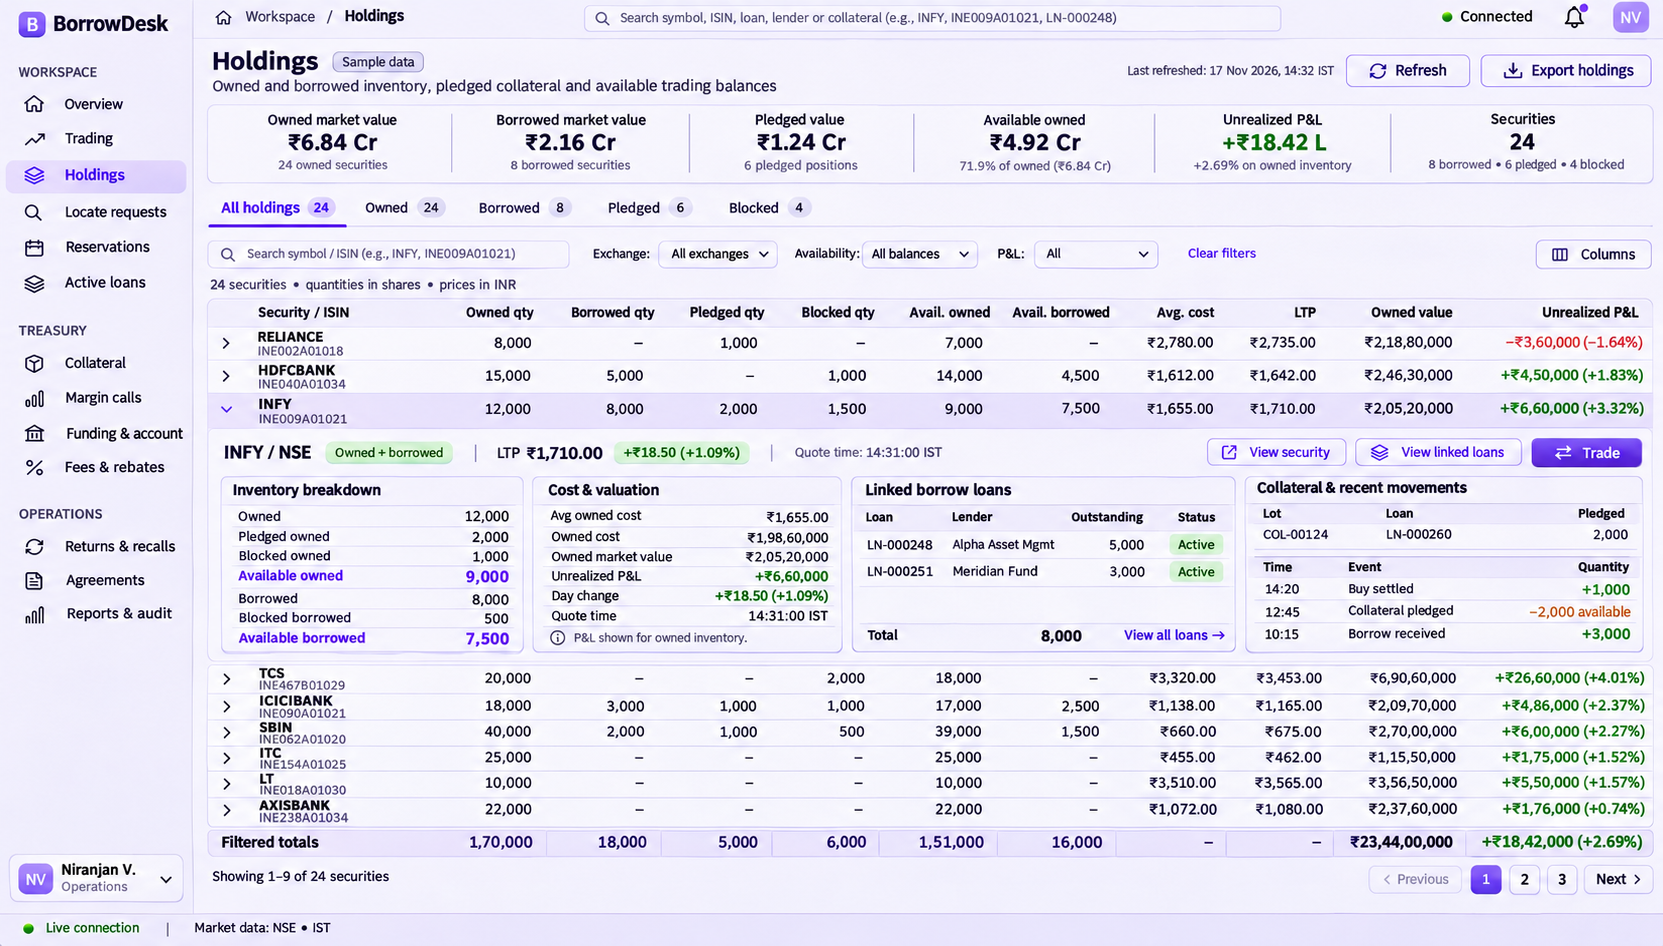 B BorrowDesk
WORKSPACE
Overview
Trading
Holdings
Locate requests
Reservations
Active loans
TREASURY
Collateral
Margin calls
Funding & account
Fees & rebates
OPERATIONS
Returns & recalls
Agreements
Reports & audit
NV Niranjan V.
Operations
Workspace / Holdings
Search symbol, ISIN, loan, lender or collateral (e.g., INFY, INE009A01021, LN-000248)
Connected
NV
Holdings Sample data
Owned and borrowed inventory, pledged collateral and available trading balances
Last refreshed: 17 Nov 2026, 14:32 IST Refresh Export holdings
Owned market value
₹6.84 Cr
24 owned securities
Borrowed market value
₹2.16 Cr
8 borrowed securities
Pledged value
₹1.24 Cr
6 pledged positions
Available owned
₹4.92 Cr
71.9% of owned (₹6.84 Cr)
Unrealized P&L
+₹18.42 L
+2.69% on owned inventory
Securities
24
8 borrowed • 6 pledged • 4 blocked
All holdings 24 Owned 24 Borrowed 8 Pledged 6 Blocked 4
Search symbol / ISIN (e.g., INFY, INE009A01021) Exchange: All exchanges Availability: All balances P&L: All Clear filters Columns
24 securities • quantities in shares • prices in INR
Security / ISIN Owned qty Borrowed qty Pledged qty Blocked qty Avail. owned Avail. borrowed Avg. cost LTP Owned value Unrealized P&L
RELIANCE 8,000 – 1,000 – 7,000 – ₹2,780.00 ₹2,735.00 ₹2,18,80,000 −₹3,60,000 (−1.64%)
INE002A01018
HDFCBANK 15,000 5,000 – 1,000 14,000 4,500 ₹1,612.00 ₹1,642.00 ₹2,46,30,000 +₹4,50,000 (+1.83%)
INE040A01034
INFY 12,000 8,000 2,000 1,500 9,000 7,500 ₹1,655.00 ₹1,710.00 ₹2,05,20,000 +₹6,60,000 (+3.32%)
INE009A01021
INFY / NSE Owned + borrowed | LTP ₹1,710.00 +₹18.50 (+1.09%) | Quote time: 14:31:00 IST View security View linked loans Trade
Inventory breakdown
Owned 12,000
Pledged owned 2,000
Blocked owned 1,000
Available owned 9,000
Borrowed 8,000
Blocked borrowed 500
Available borrowed 7,500
Cost & valuation
Avg owned cost ₹1,655.00
Owned cost ₹1,98,60,000
Owned market value ₹2,05,20,000
Unrealized P&L +₹6,60,000
Day change +₹18.50 (+1.09%)
Quote time 14:31:00 IST
P&L shown for owned inventory.
Linked borrow loans
Loan Lender Outstanding Status
LN-000248 Alpha Asset Mgmt 5,000 Active
LN-000251 Meridian Fund 3,000 Active
Total 8,000 View all loans →
Collateral & recent movements
Lot Loan Pledged
COL-00124 LN-000260 2,000
Time Event Quantity
14:20 Buy settled +1,000
12:45 Collateral pledged −2,000 available
10:15 Borrow received +3,000
TCS 20,000 – – 2,000 18,000 – ₹3,320.00 ₹3,453.00 ₹6,90,60,000 +₹26,60,000 (+4.01%)
INE467B01029
ICICIBANK 18,000 3,000 1,000 1,000 17,000 2,500 ₹1,138.00 ₹1,165.00 ₹2,09,70,000 +₹4,86,000 (+2.37%)
INE090A01021
SBIN 40,000 2,000 1,000 500 39,000 1,500 ₹660.00 ₹675.00 ₹2,70,00,000 +₹6,00,000 (+2.27%)
INE062A01020
ITC 25,000 – – – 25,000 – ₹455.00 ₹462.00 ₹1,15,50,000 +₹1,75,000 (+1.52%)
INE154A01025
LT 10,000 – – – 10,000 – ₹3,510.00 ₹3,565.00 ₹3,56,50,000 +₹5,50,000 (+1.57%)
INE018A01030
AXISBANK 22,000 – – – 22,000 – ₹1,072.00 ₹1,080.00 ₹2,37,60,000 +₹1,76,000 (+0.74%)
INE238A01034
Filtered totals 1,70,000 18,000 5,000 6,000 1,51,000 16,000 – – ₹23,44,00,000 +₹18,42,000 (+2.69%)
Showing 1–9 of 24 securities Previous 1 2 3 Next
Live connection | Market data: NSE • IST